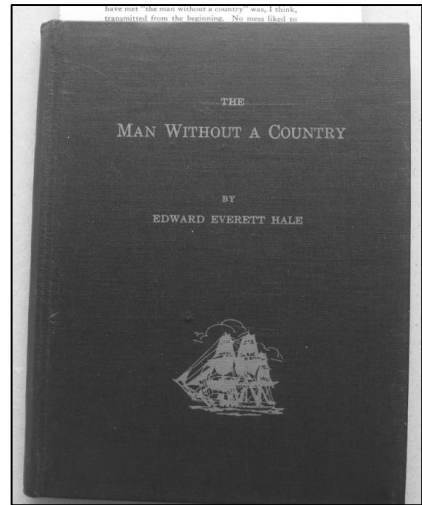 have met "the man without a country" was, I think,
transmitted from the beginning. No mess liked to
THE
MAN WITHOUT A COUNTRY
BY
EDWARD EVERETT HALE